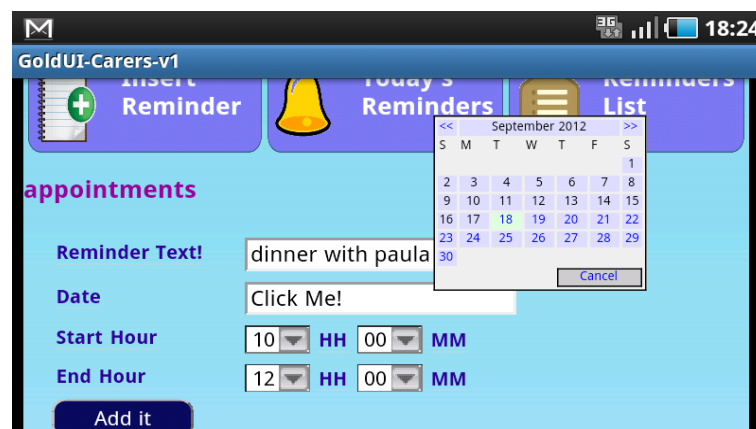 3G 18:24
GoldUI-Carers-v1
Insert Today's Reminders
Reminder Reminders List
<< September 2012 >>
S M T W T F S
1
2 3 4 5 6 7 8
9 10 11 12 13 14 15
16 17 18 19 20 21 22
23 24 25 26 27 28 29
30
Cancel
appointments
Reminder Text! dinner with paula
Date Click Me!
Start Hour 10 HH 00 MM
End Hour 12 HH 00 MM
Add it